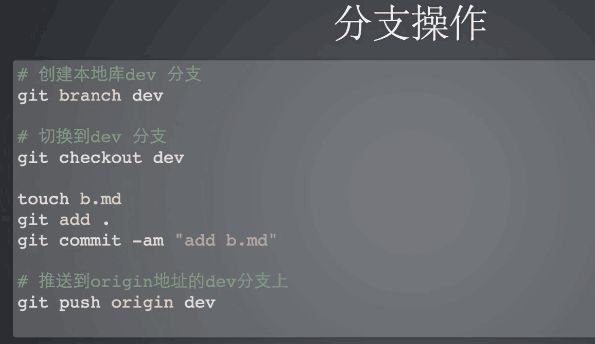 分支操作
# 创建本地库dev 分支
git branch dev
# 切换到dev 分支
git checkout dev
touch b.md
git add .
git commit -am "add b.md"
# 推送到origin地址的dev分支上
git push origin dev